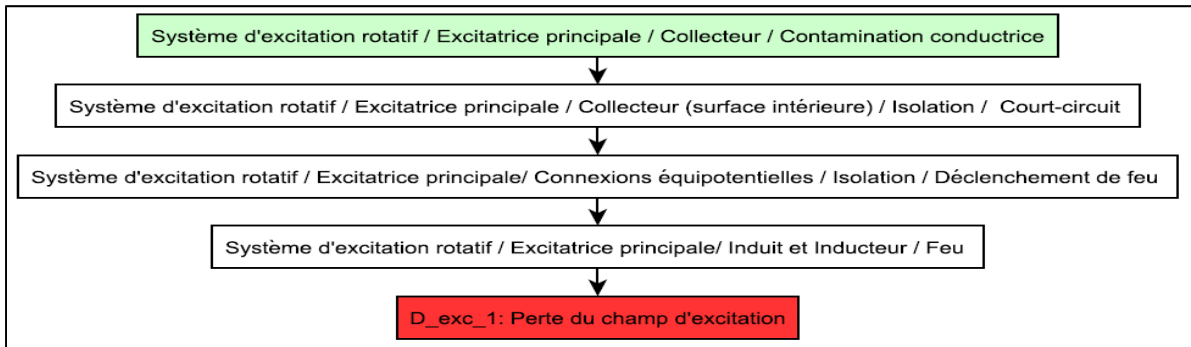 Système d'excitation rotatif / Excitatrice principale / Collecteur / Contamination conductrice
Système d'excitation rotatif / Excitatrice principale / Collecteur (surface intérieure) / Isolation / Court-circuit
Système d'excitation rotatif / Excitatrice principale/ Connexions équipotentielles / Isolation / Déclenchement de feu
Système d'excitation rotatif / Excitatrice principale/ Induit et Inducteur / Feu
D_exc_1: Perte du champ d'excitation